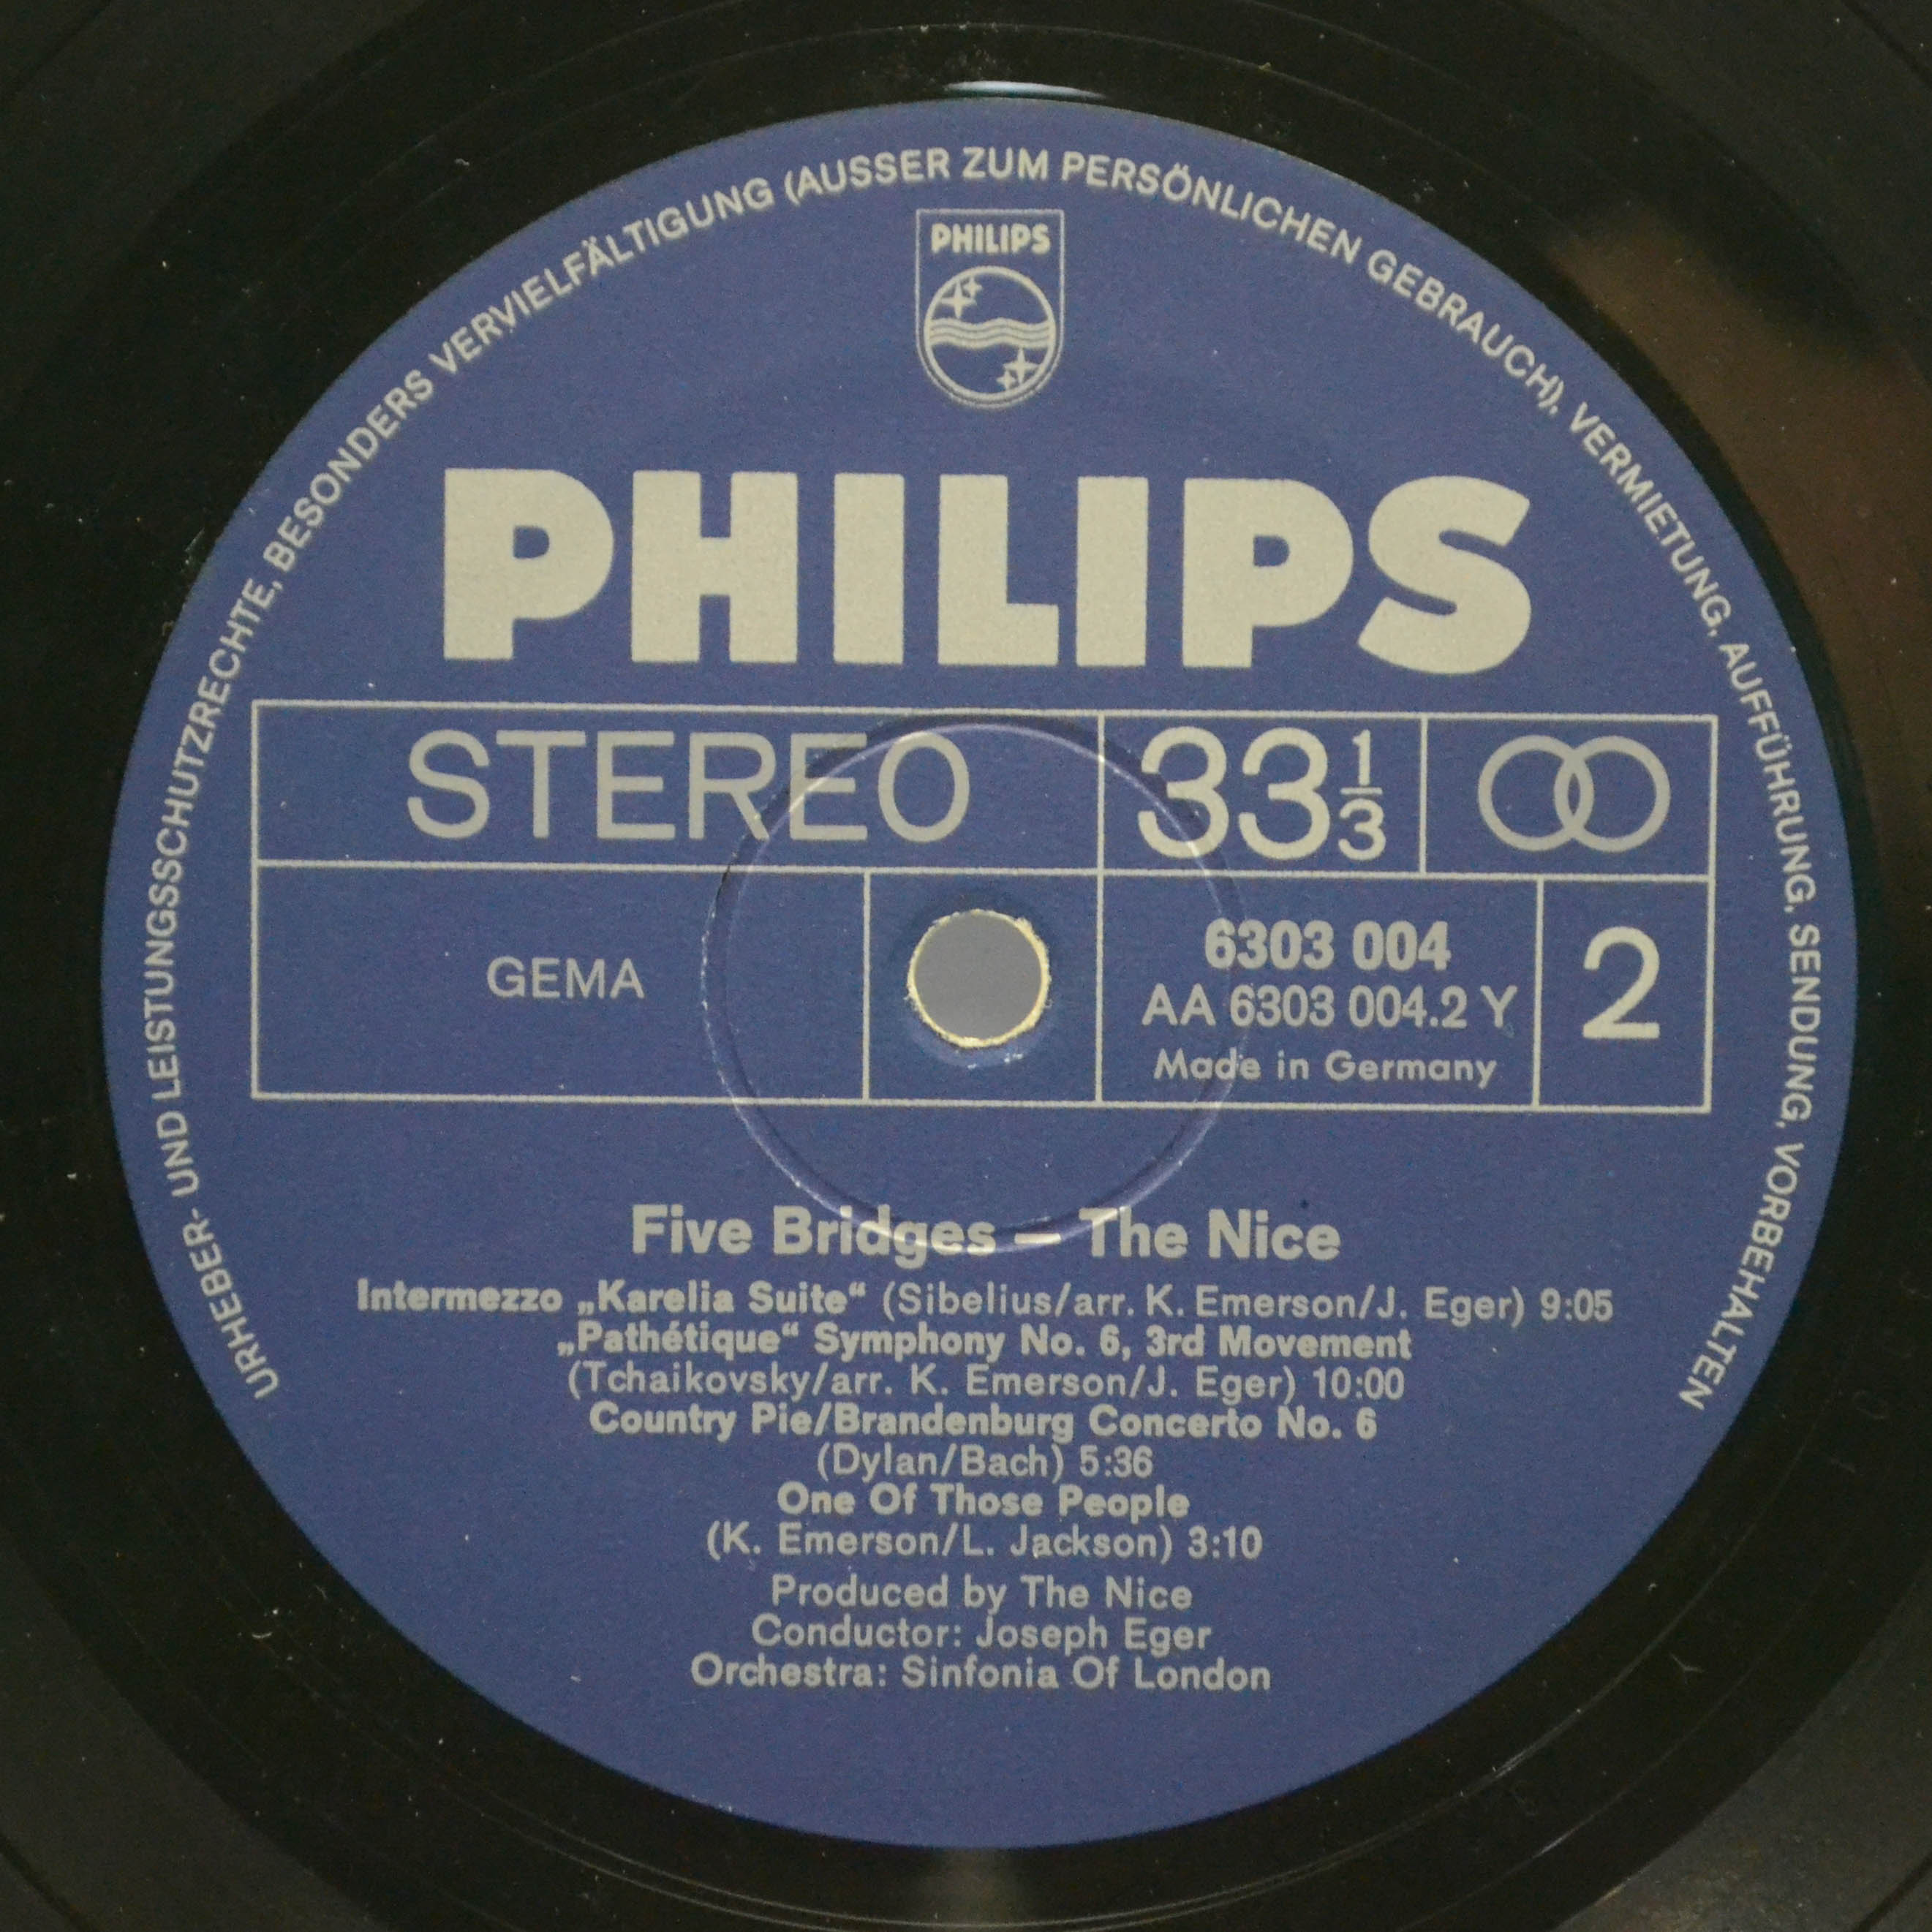 URHEBER- UND LEISTUNGSSCHUTZRECHTE, BESONDERS VERVIELFÄLTIGUNG (AUSSER ZUM PERSÖNLICHEN GEBRAUCH), VERMIETUNG, AUFFÜHRUNG, SENDUNG, VORBEHALTEN
PHILIPS
PHILIPS
STEREO 33 1/3
GEMA
6303 004
AA 6303 004.2 Y
Made in Germany
2
Five Bridges – The Nice
Intermezzo „Karelia Suite“ (Sibelius/arr. K. Emerson/J. Eger) 9:05
„Pathétique“ Symphony No. 6, 3rd Movement
(Tchaikovsky/arr. K. Emerson/J. Eger) 10:00
Country Pie/Brandenburg Concerto No. 6
(Dylan/Bach) 5:36
One Of Those People
(K. Emerson/L. Jackson) 3:10
Produced by The Nice
Conductor: Joseph Eger
Orchestra: Sinfonia Of London